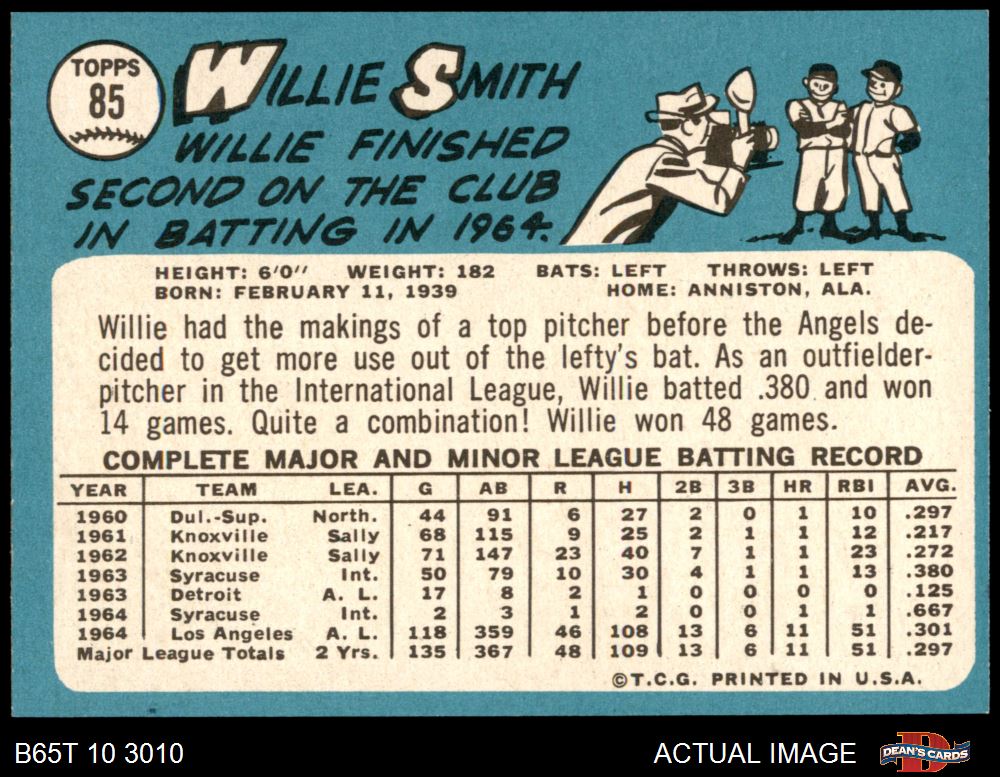 TOPPS
85
WILLIE SMITH
WILLIE FINISHED
SECOND ON THE CLUB
IN BATTING IN 1964.
HEIGHT: 6'0" WEIGHT: 182 BATS: LEFT THROWS: LEFT
BORN: FEBRUARY 11, 1939 HOME: ANNISTON, ALA.
Willie had the makings of a top pitcher before the Angels de-
cided to get more use out of the lefty's bat. As an outfielder-
pitcher in the International League, Willie batted .380 and won
14 games. Quite a combination! Willie won 48 games.
COMPLETE MAJOR AND MINOR LEAGUE BATTING RECORD
YEAR TEAM LEA. G AB R H 2B 3B HR RBI AVG.
1960 Dul.-Sup. North. 44 91 6 27 2 0 1 10 .297
1961 Knoxville Sally 68 115 9 25 2 1 1 12 .217
1962 Knoxville Sally 71 147 23 40 7 1 1 23 .272
1963 Syracuse Int. 50 79 10 30 4 1 1 13 .380
1963 Detroit A. L. 17 8 2 1 0 0 0 0 .125
1964 Syracuse Int. 2 3 1 2 0 0 1 1 .667
1964 Los Angeles A. L. 118 359 46 108 13 6 11 51 .301
Major League Totals 2 Yrs. 135 367 48 109 13 6 11 51 .297
©T.C.G. PRINTED IN U.S.A.
B65T 10 3010 ACTUAL IMAGE DEAN'S CARDS